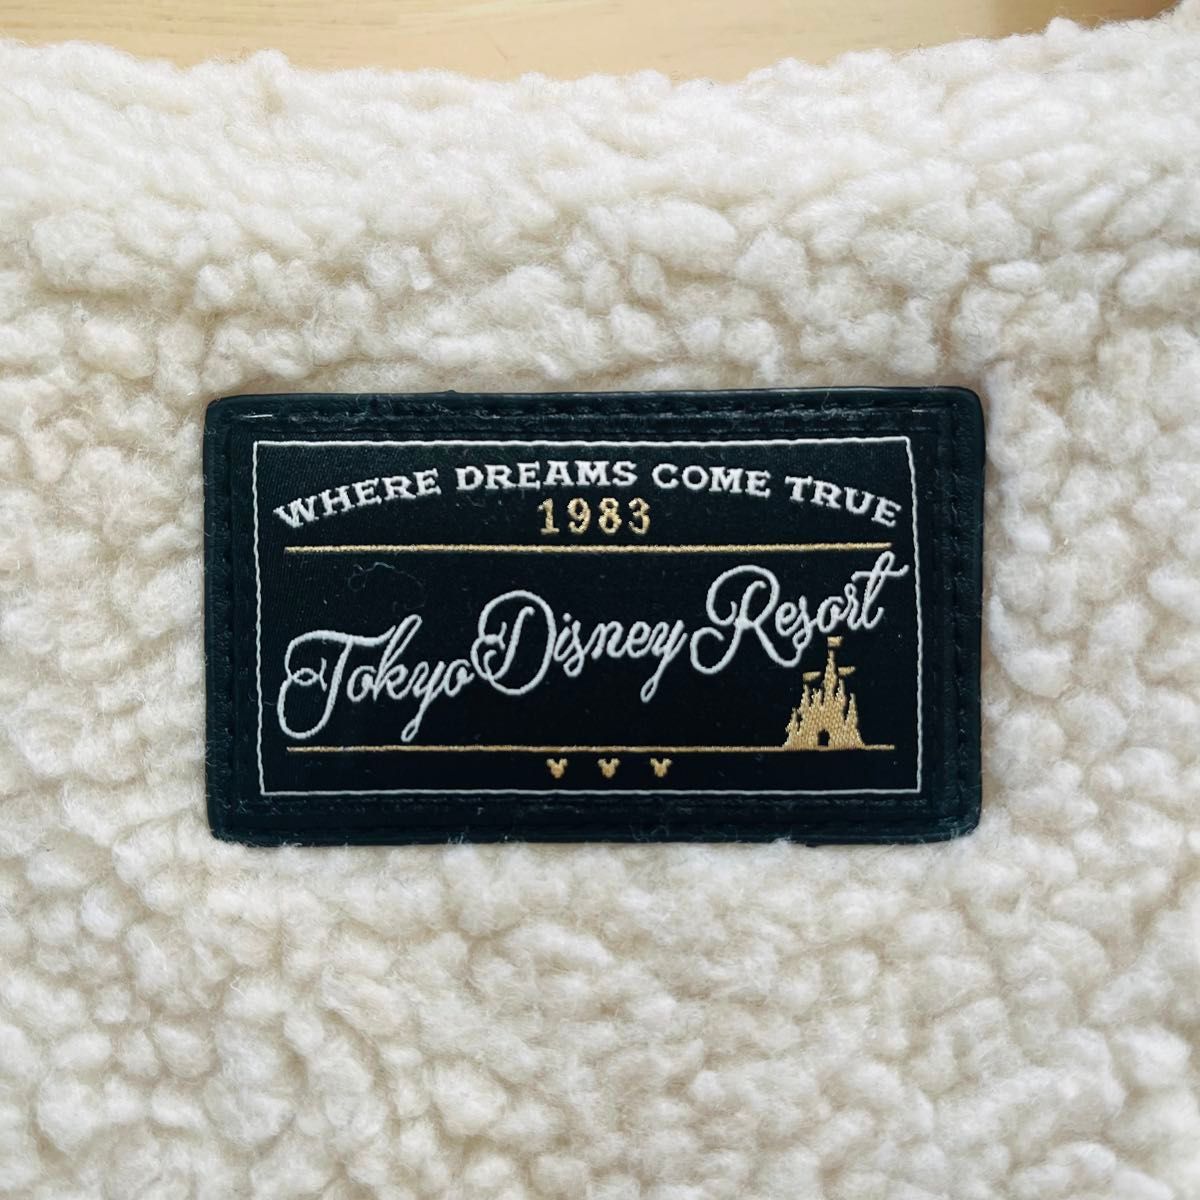 WHERE DREAMS COME TRUE
1983
Tokyo Disney Resort